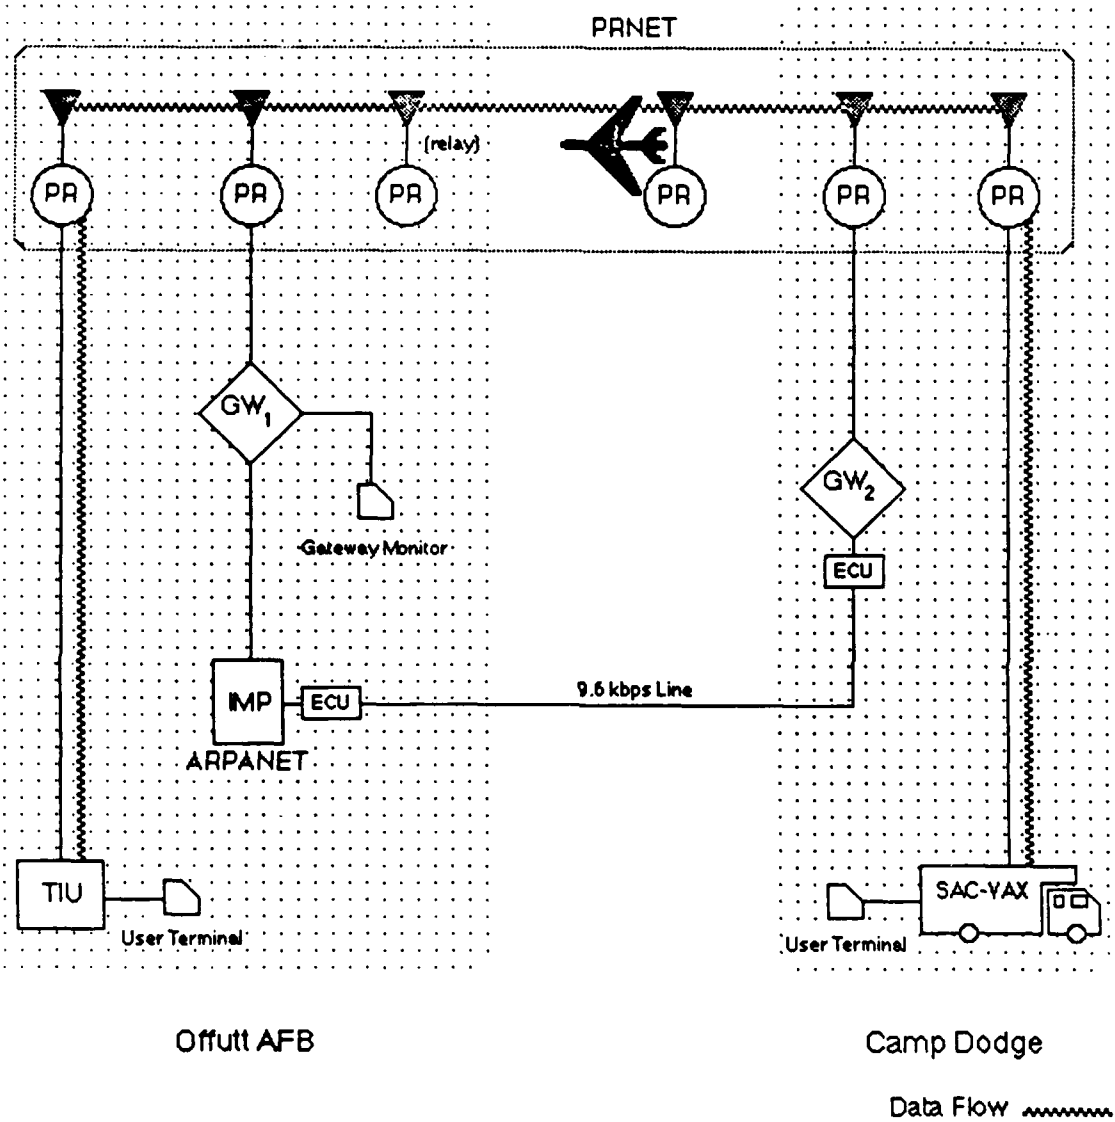 PRNET
(relay)
PR PR PR PR PR PR
GW1
GW2
Gateway Monitor
ECU
IMP ECU 9.6 kbps Line
ARPANET
TIU SAC-VAX
User Terminal User Terminal
Offutt AFB Camp Dodge
Data Flow